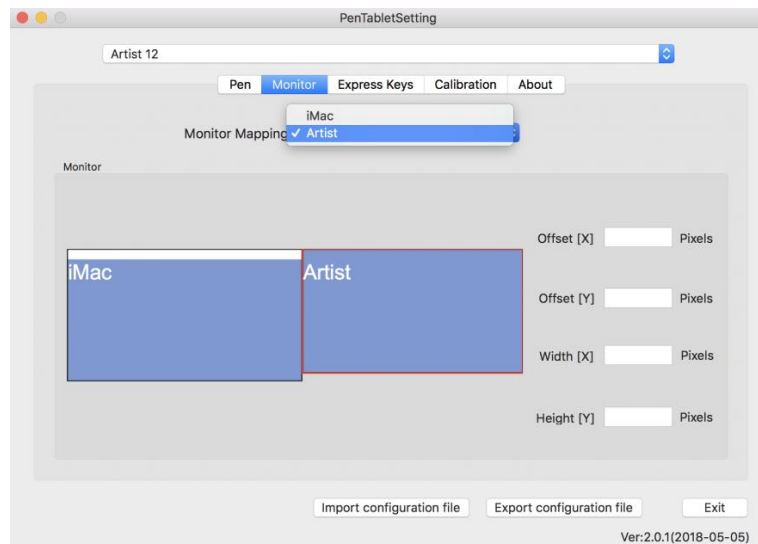 PenTabletSetting
Artist 12
Pen Monitor Express Keys Calibration About
iMac
Monitor Mapping ✓ Artist
Monitor
Offset [X] Pixels
iMac Artist
Offset [Y] Pixels
Width [X] Pixels
Height [Y] Pixels
Import configuration file Export configuration file Exit
Ver:2.0.1(2018-05-05)